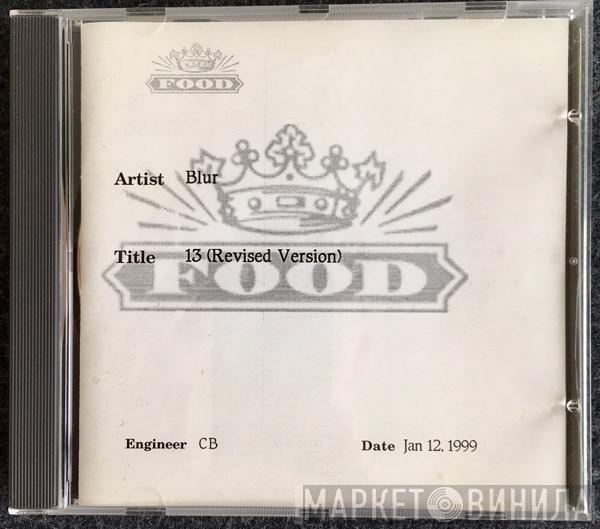 FOOD
Artist Blur
Title 13 (Revised Version)
FOOD
Engineer CB Date Jan 12, 1999
МАРКЕТ ВИНИЛА